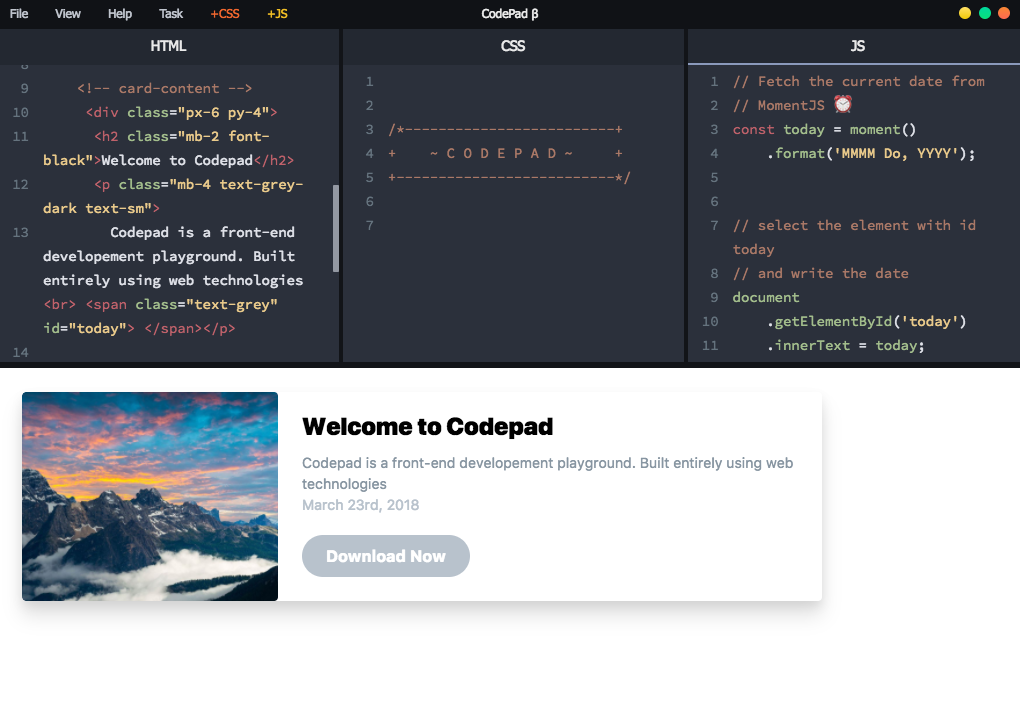 File View Help Task +CSS +JS CodePad β
HTML CSS JS
8
9 <!-- card-content -->
10 <div class="px-6 py-4">
11 <h2 class="mb-2 font-
black">Welcome to Codepad</h2>
12 <p class="mb-4 text-grey-
dark text-sm">
13 Codepad is a front-end
developement playground. Built
entirely using web technologies
<br> <span class="text-grey"
id="today"> </span></p>
14
1
2
3 /*-------------------------+
4 + ~ C O D E P A D ~ +
5 +-------------------------*/
6
7
1 // Fetch the current date from
2 // MomentJS ⏰
3 const today = moment()
4 .format('MMMM Do, YYYY');
5
6
7 // select the element with id
today
8 // and write the date
9 document
10 .getElementById('today')
11 .innerText = today;
Welcome to Codepad
Codepad is a front-end developement playground. Built entirely using web
technologies
March 23rd, 2018
Download Now